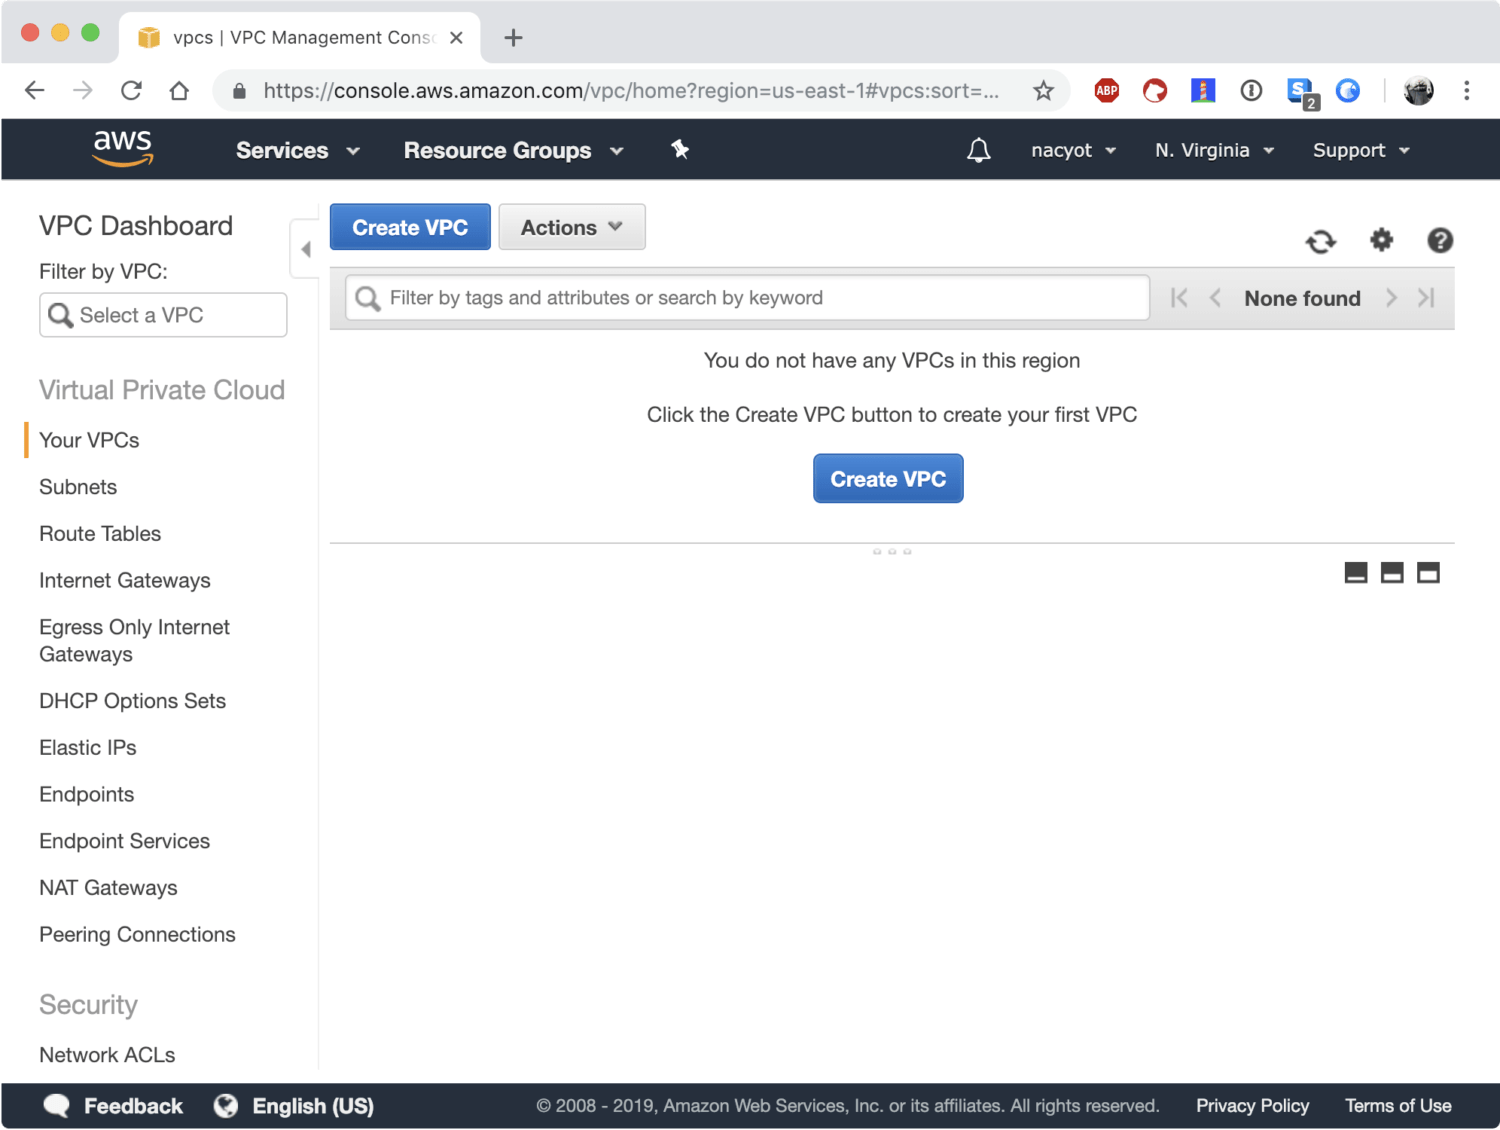 vpcs | VPC Management Conso
https://console.aws.amazon.com/vpc/home?region=us-east-1#vpcs:sort=...
ABP
S
2
aws
Services
Resource Groups
nacyot
N. Virginia
Support
VPC Dashboard
Filter by VPC:
Select a VPC
Virtual Private Cloud
Your VPCs
Subnets
Route Tables
Internet Gateways
Egress Only Internet
Gateways
DHCP Options Sets
Elastic IPs
Endpoints
Endpoint Services
NAT Gateways
Peering Connections
Security
Network ACLs
Create VPC
Actions
Filter by tags and attributes or search by keyword
None found
You do not have any VPCs in this region
Click the Create VPC button to create your first VPC
Create VPC
Feedback
English (US)
© 2008 - 2019, Amazon Web Services, Inc. or its affiliates. All rights reserved.
Privacy Policy
Terms of Use